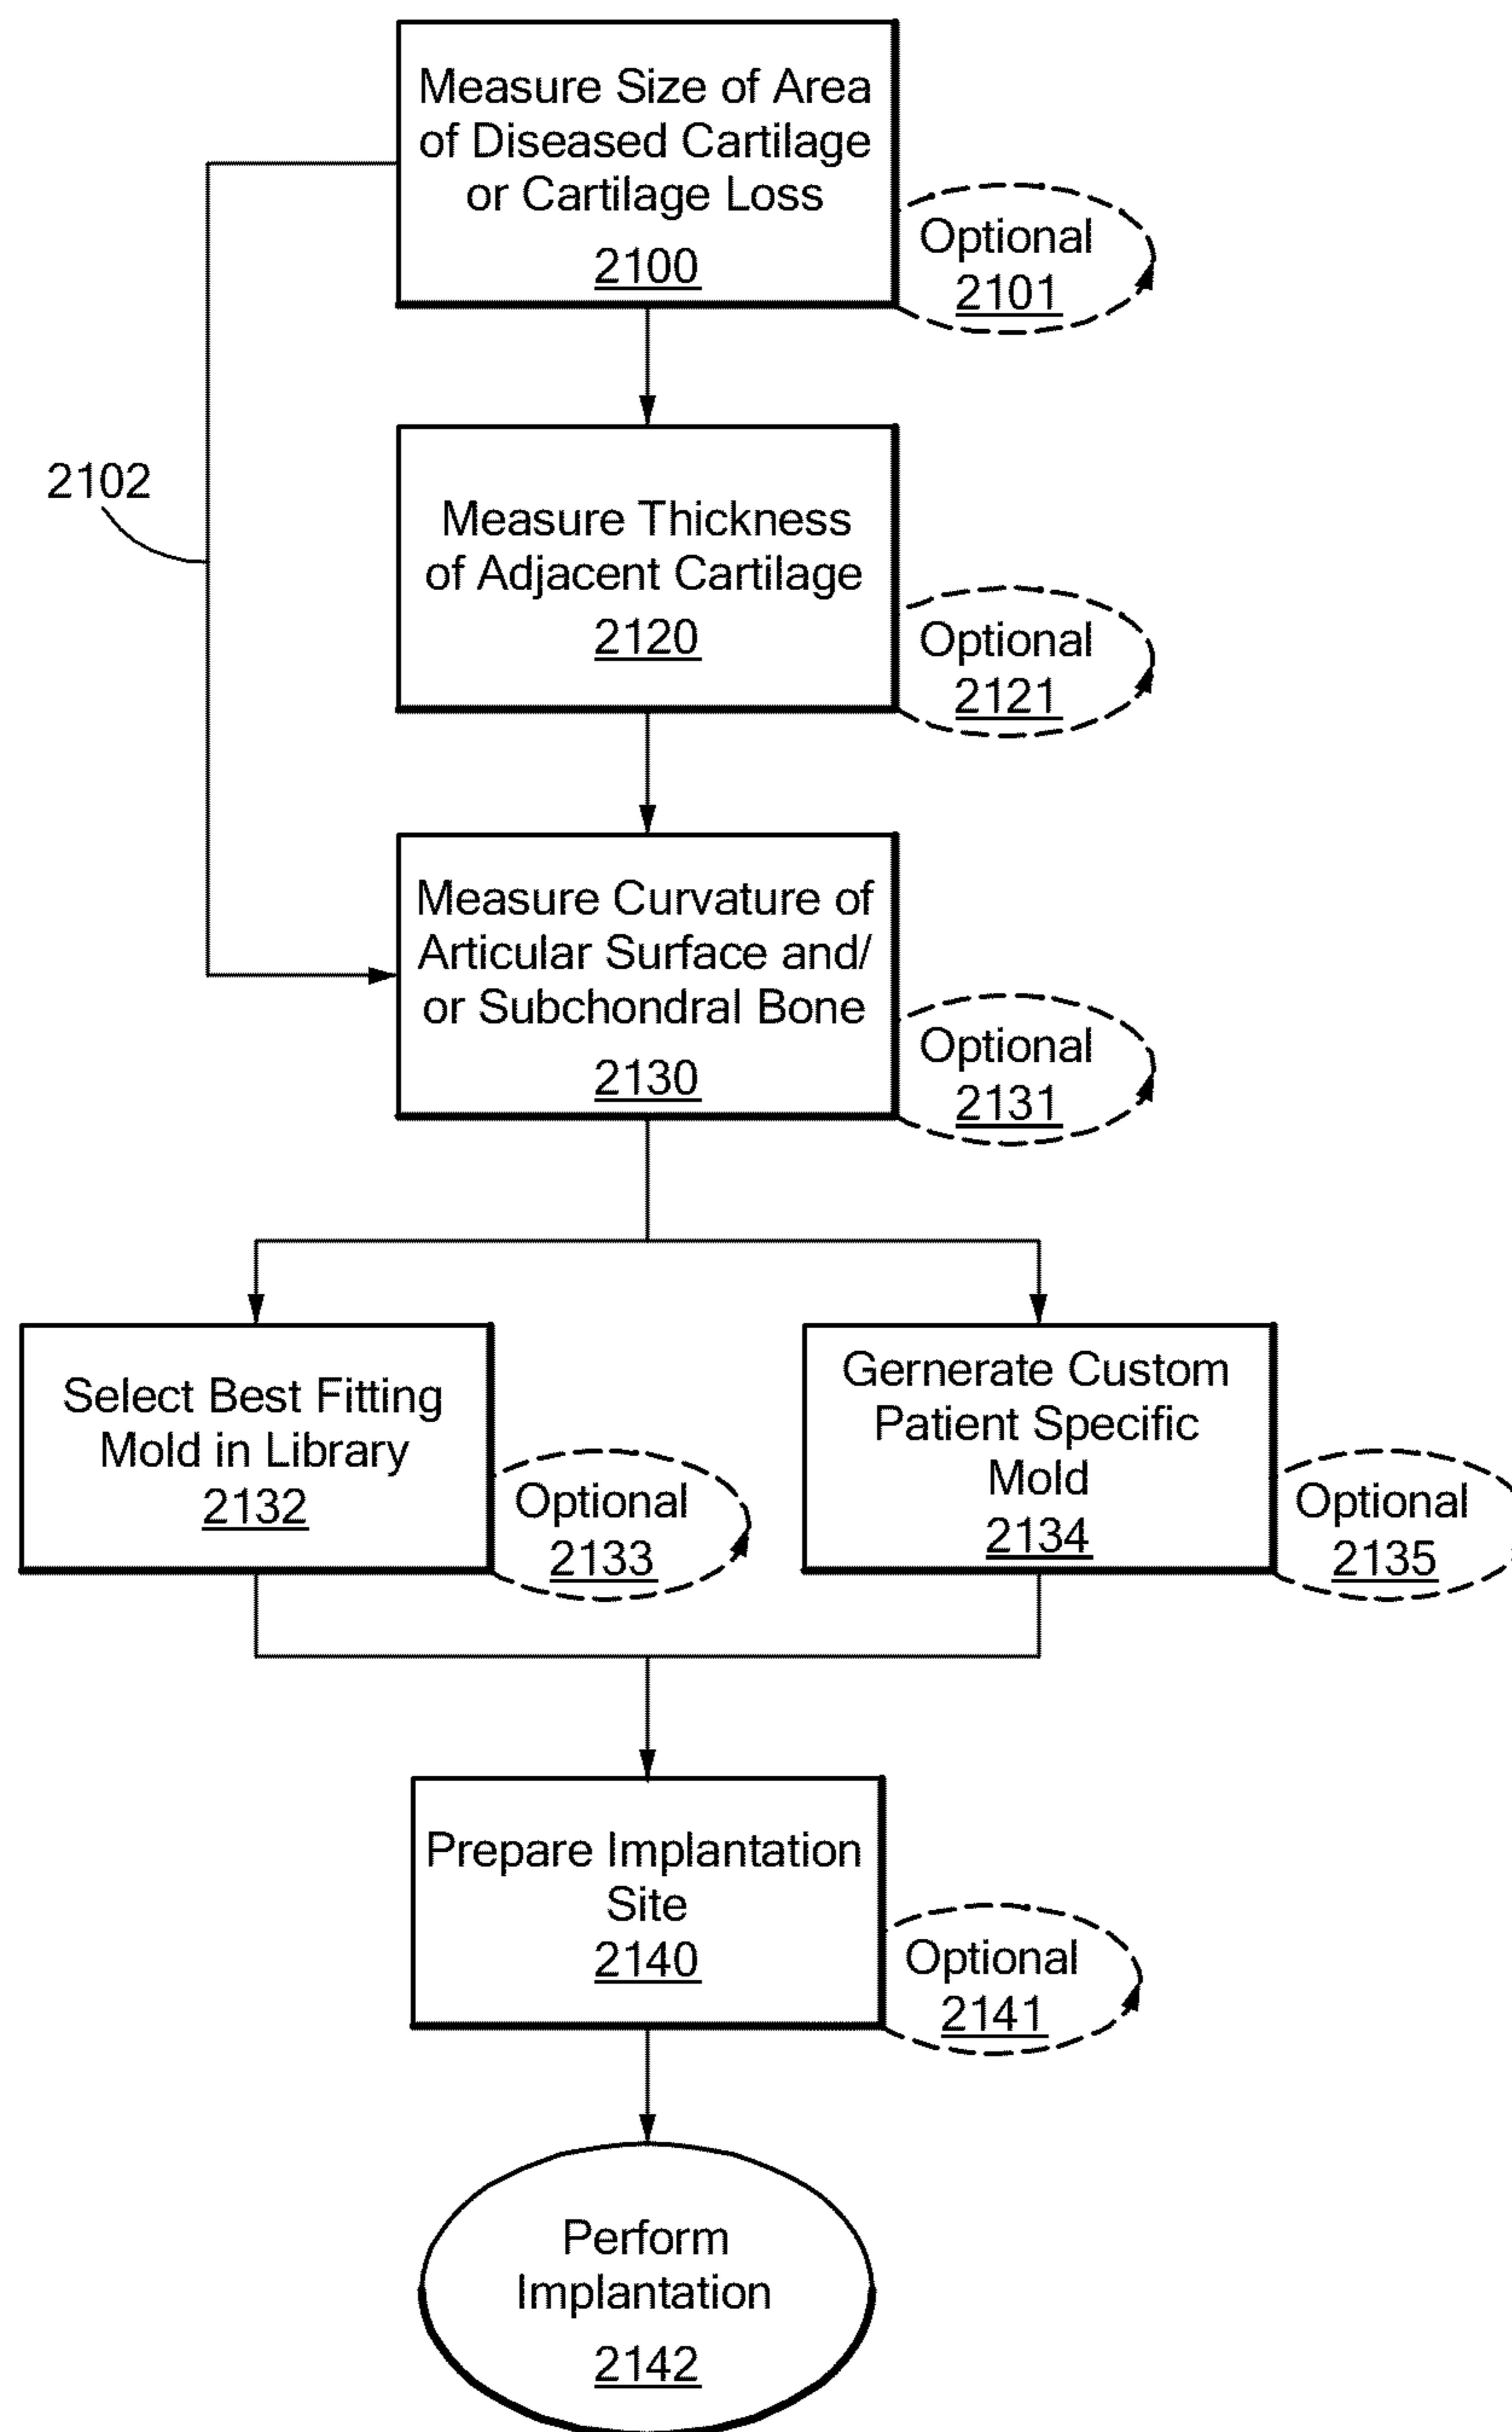 Measure Size of Area
of Diseased Cartilage
or Cartilage Loss
2100
Optional
2101
2102
Measure Thickness
of Adjacent Cartilage
2120
Optional
2121
Measure Curvature of
Articular Surface and/
or Subchondral Bone
2130
Optional
2131
Select Best Fitting
Mold in Library
2132
Optional
2133
Gernerate Custom
Patient Specific
Mold
2134
Optional
2135
Prepare Implantation
Site
2140
Optional
2141
Perform
Implantation
2142